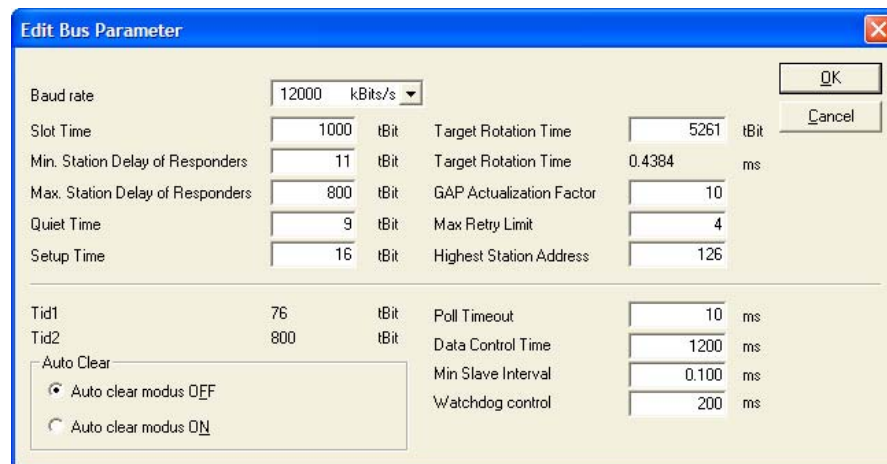 Edit Bus Parameter
Baud rate 12000 kBits/s
OK
Cancel
Slot Time 1000 tBit
Min. Station Delay of Responders 11 tBit
Max. Station Delay of Responders 800 tBit
Quiet Time 9 tBit
Setup Time 16 tBit
Target Rotation Time 5261 tBit
Target Rotation Time 0.4384 ms
GAP Actualization Factor 10
Max Retry Limit 4
Highest Station Address 126
Tid1 76 tBit
Tid2 800 tBit
Auto Clear
Auto clear modus OFF
Auto clear modus ON
Poll Timeout 10 ms
Data Control Time 1200 ms
Min Slave Interval 0.100 ms
Watchdog control 200 ms